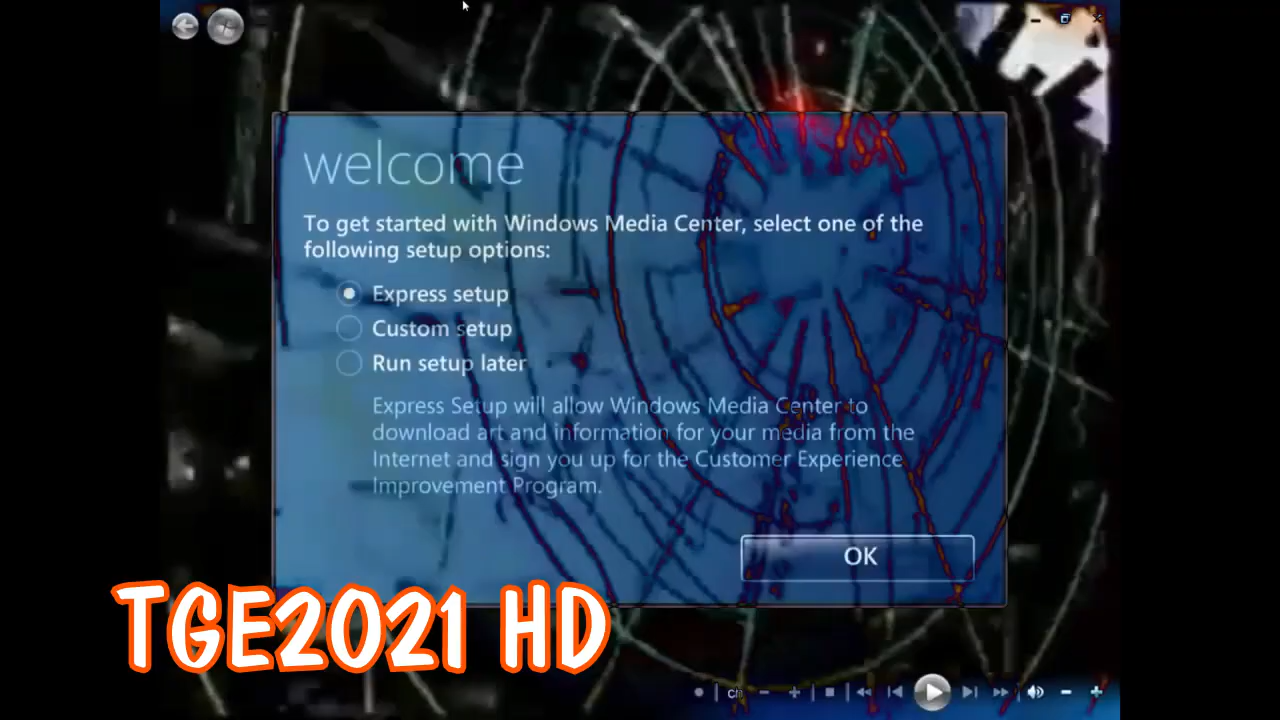 welcome
To get started with Windows Media Center, select one of the
following setup options:
Express setup
Custom setup
Run setup later
Express Setup will allow Windows Media Center to
download art and information for your media from the
Internet and sign you up for the Customer Experience
Improvement Program.
OK
TGE2021 HD
Ch